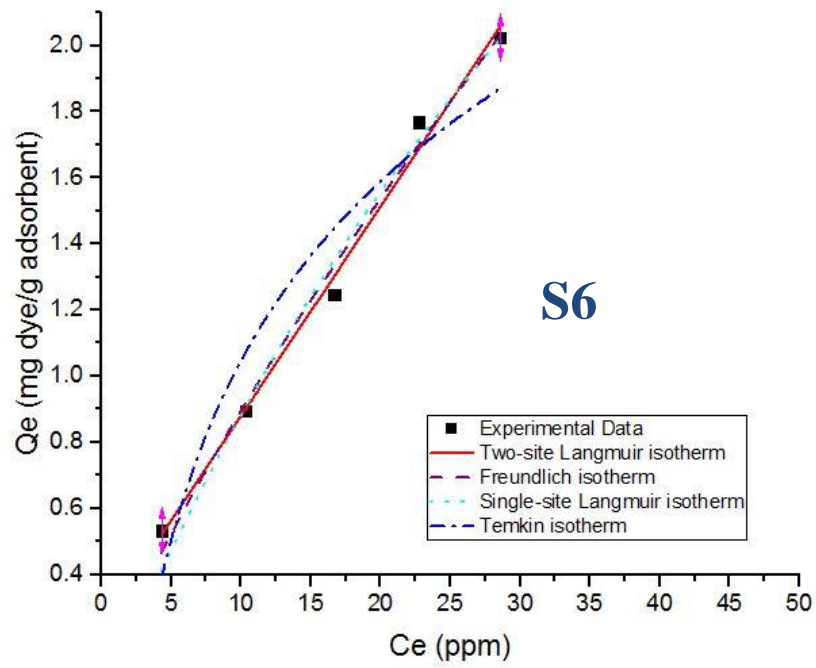 2.0
1.8
1.6
1.4
1.2
1.0
0.8
0.6
0.4
Qe (mg dye/g adsorbent)
S6
Experimental Data
Two-site Langmuir isotherm
Freundlich isotherm
Single-site Langmuir isotherm
Temkin isotherm
0 5 10 15 20 25 30 35 40 45 50
Ce (ppm)